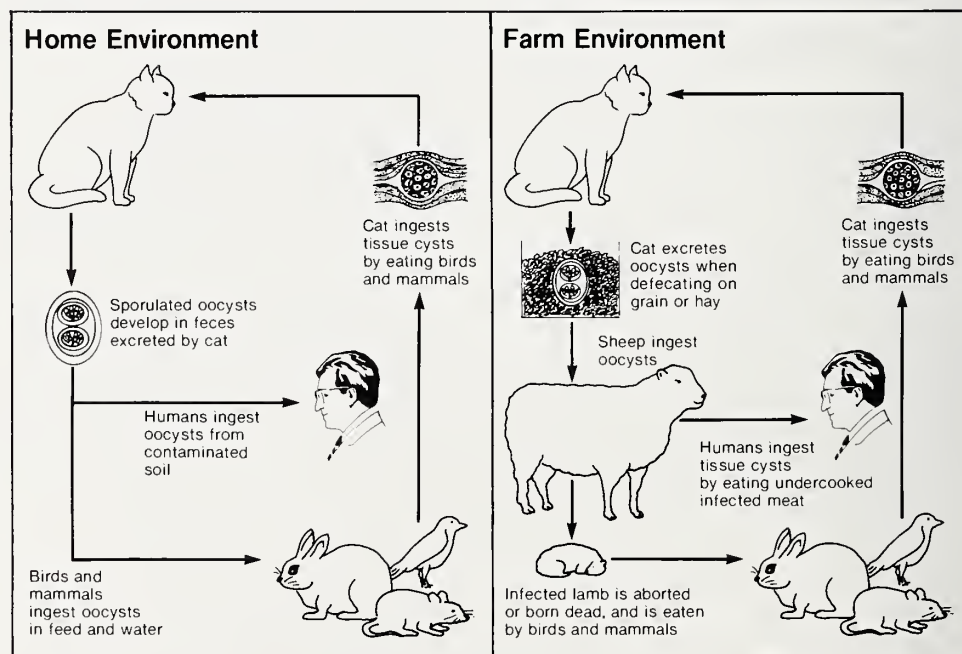 Home Environment
Cat ingests
tissue cysts
by eating birds
and mammals
Sporulated oocysts
develop in feces
excreted by cat
Humans ingest
oocysts from
contaminated
soil
Birds and
mammals
ingest oocysts
in feed and water
Farm Environment
Cat ingests
tissue cysts
by eating birds
and mammals
Cat excretes
oocysts when
defecating on
grain or hay
Sheep ingest
oocysts
Humans ingest
tissue cysts
by eating undercooked
infected meat
Infected lamb is aborted
or born dead, and is eaten
by birds and mammals